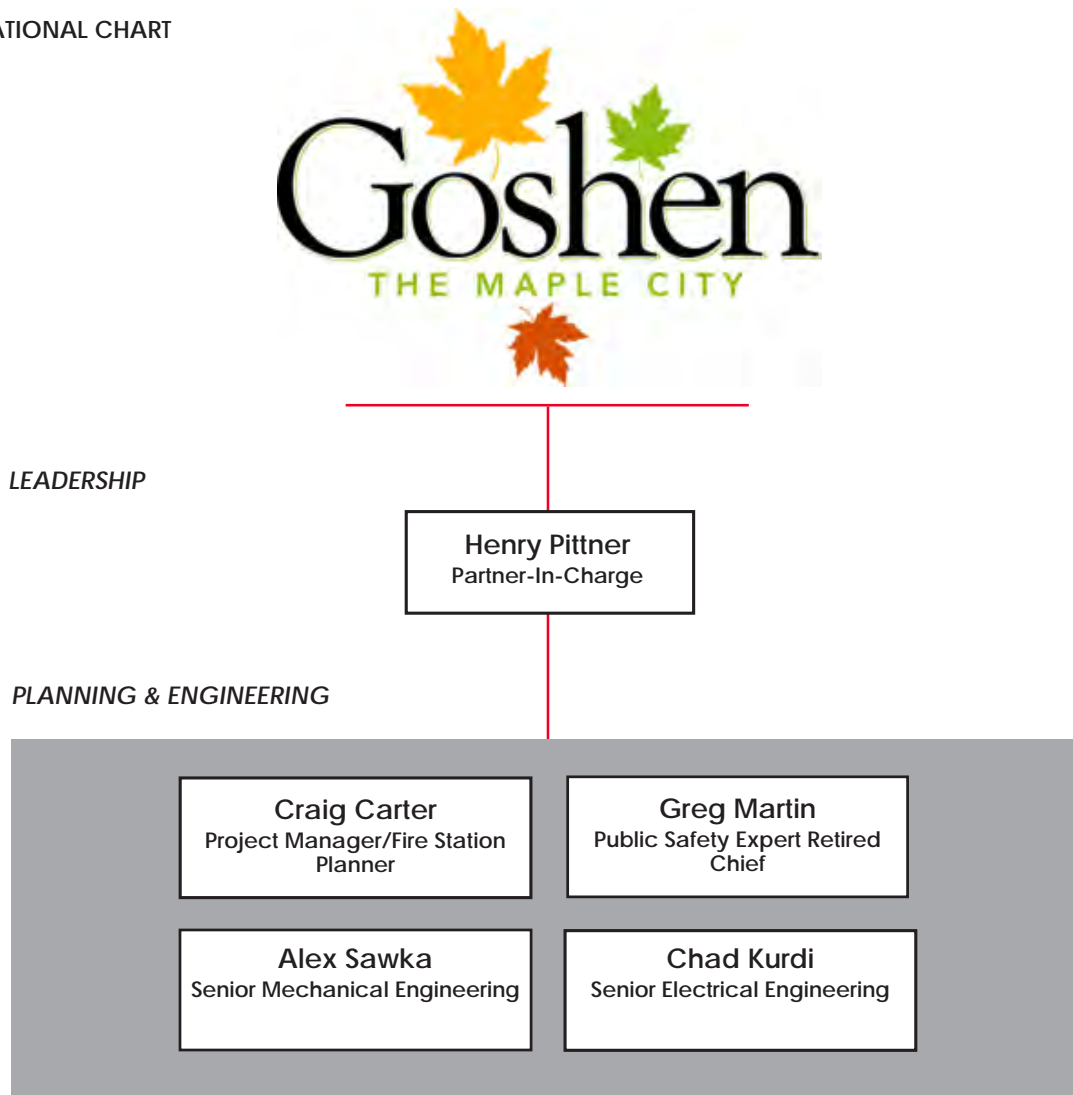 ATIONAL CHART
Goshen
THE MAPLE CITY
LEADERSHIP
Henry Pittner
Partner-In-Charge
PLANNING & ENGINEERING
Craig Carter
Project Manager/Fire Station
Planner
Greg Martin
Public Safety Expert Retired
Chief
Alex Sawka
Senior Mechanical Engineering
Chad Kurdi
Senior Electrical Engineering